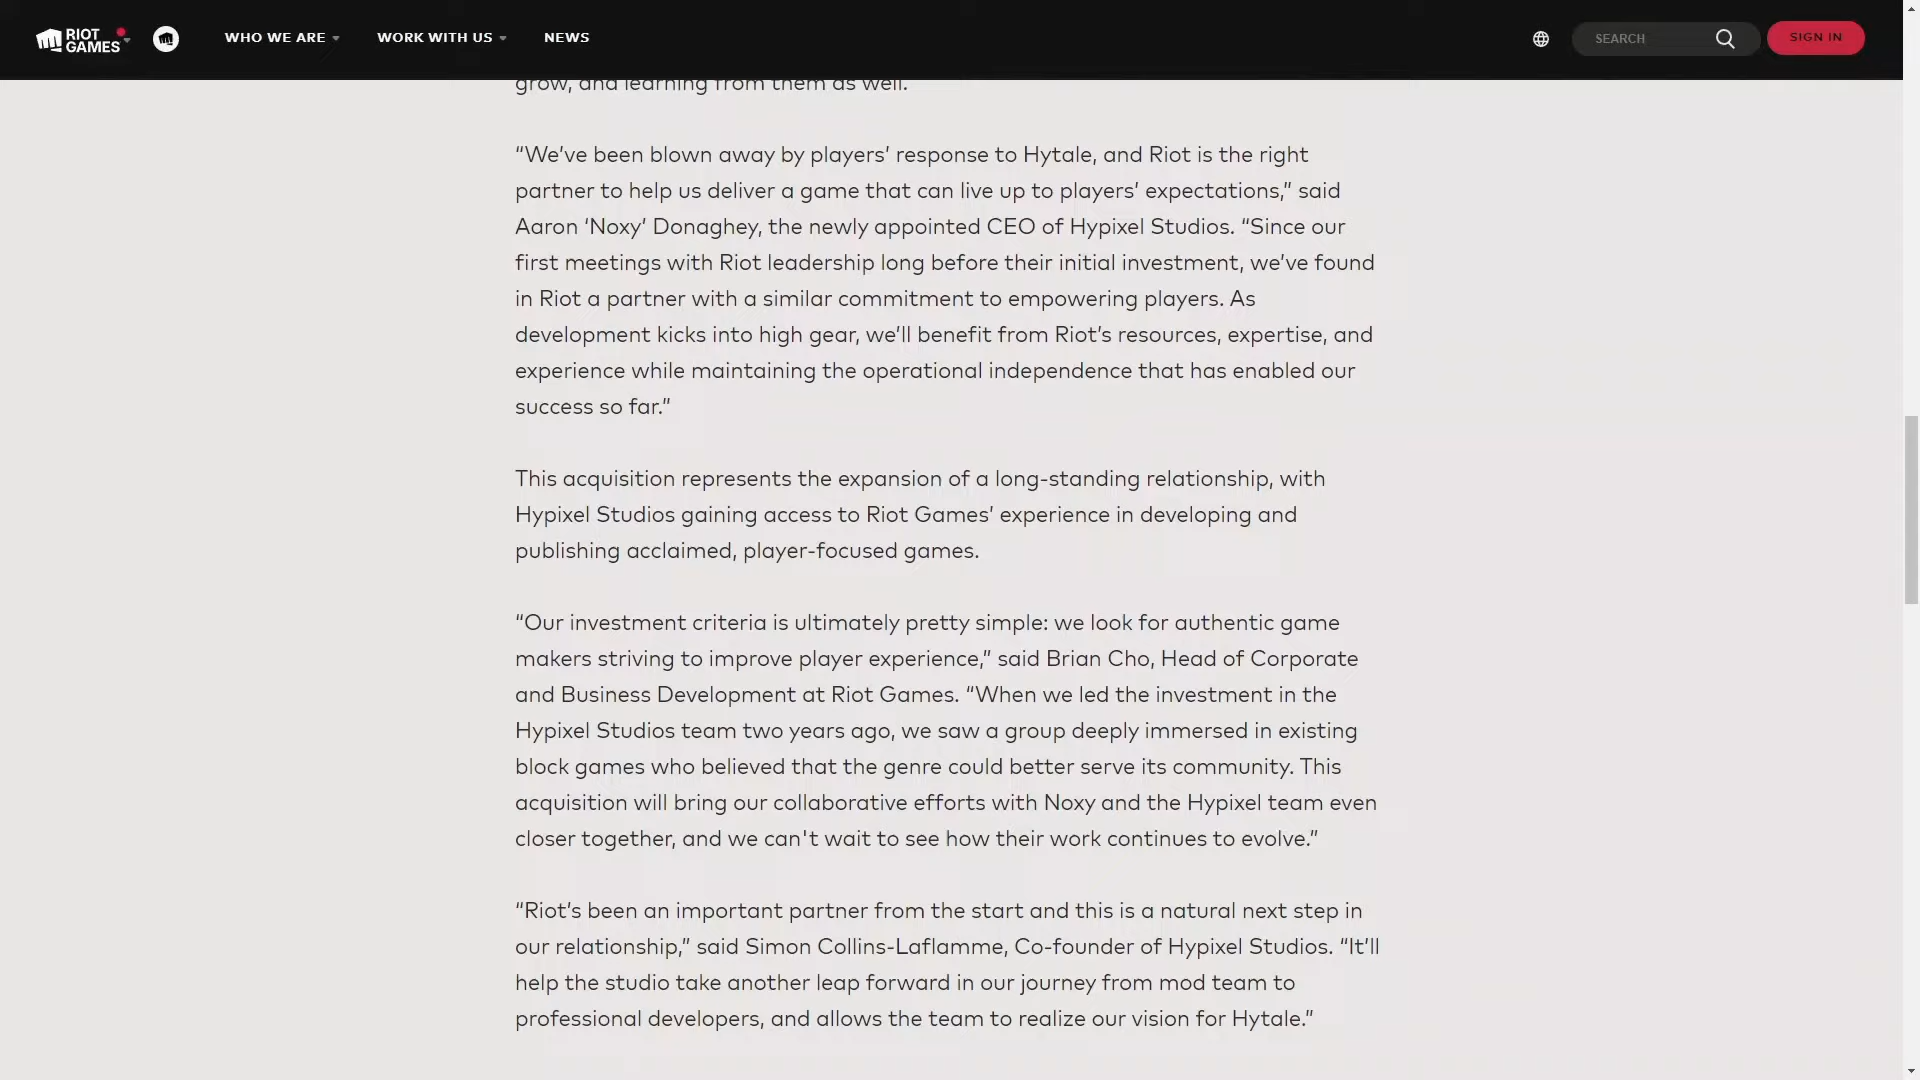 RIOT GAMES
WHO WE ARE
WORK WITH US
NEWS
SEARCH
SIGN IN
grow, and learning from them as well.
“We’ve been blown away by players’ response to Hytale, and Riot is the right
partner to help us deliver a game that can live up to players’ expectations,” said
Aaron ‘Noxy’ Donaghey, the newly appointed CEO of Hypixel Studios. “Since our
first meetings with Riot leadership long before their initial investment, we’ve found
in Riot a partner with a similar commitment to empowering players. As
development kicks into high gear, we’ll benefit from Riot’s resources, expertise, and
experience while maintaining the operational independence that has enabled our
success so far.”
This acquisition represents the expansion of a long-standing relationship, with
Hypixel Studios gaining access to Riot Games’ experience in developing and
publishing acclaimed, player-focused games.
“Our investment criteria is ultimately pretty simple: we look for authentic game
makers striving to improve player experience,” said Brian Cho, Head of Corporate
and Business Development at Riot Games. “When we led the investment in the
Hypixel Studios team two years ago, we saw a group deeply immersed in existing
block games who believed that the genre could better serve its community. This
acquisition will bring our collaborative efforts with Noxy and the Hypixel team even
closer together, and we can't wait to see how their work continues to evolve.”
“Riot’s been an important partner from the start and this is a natural next step in
our relationship,” said Simon Collins-Laflamme, Co-founder of Hypixel Studios. “It’ll
help the studio take another leap forward in our journey from mod team to
professional developers, and allows the team to realize our vision for Hytale.”